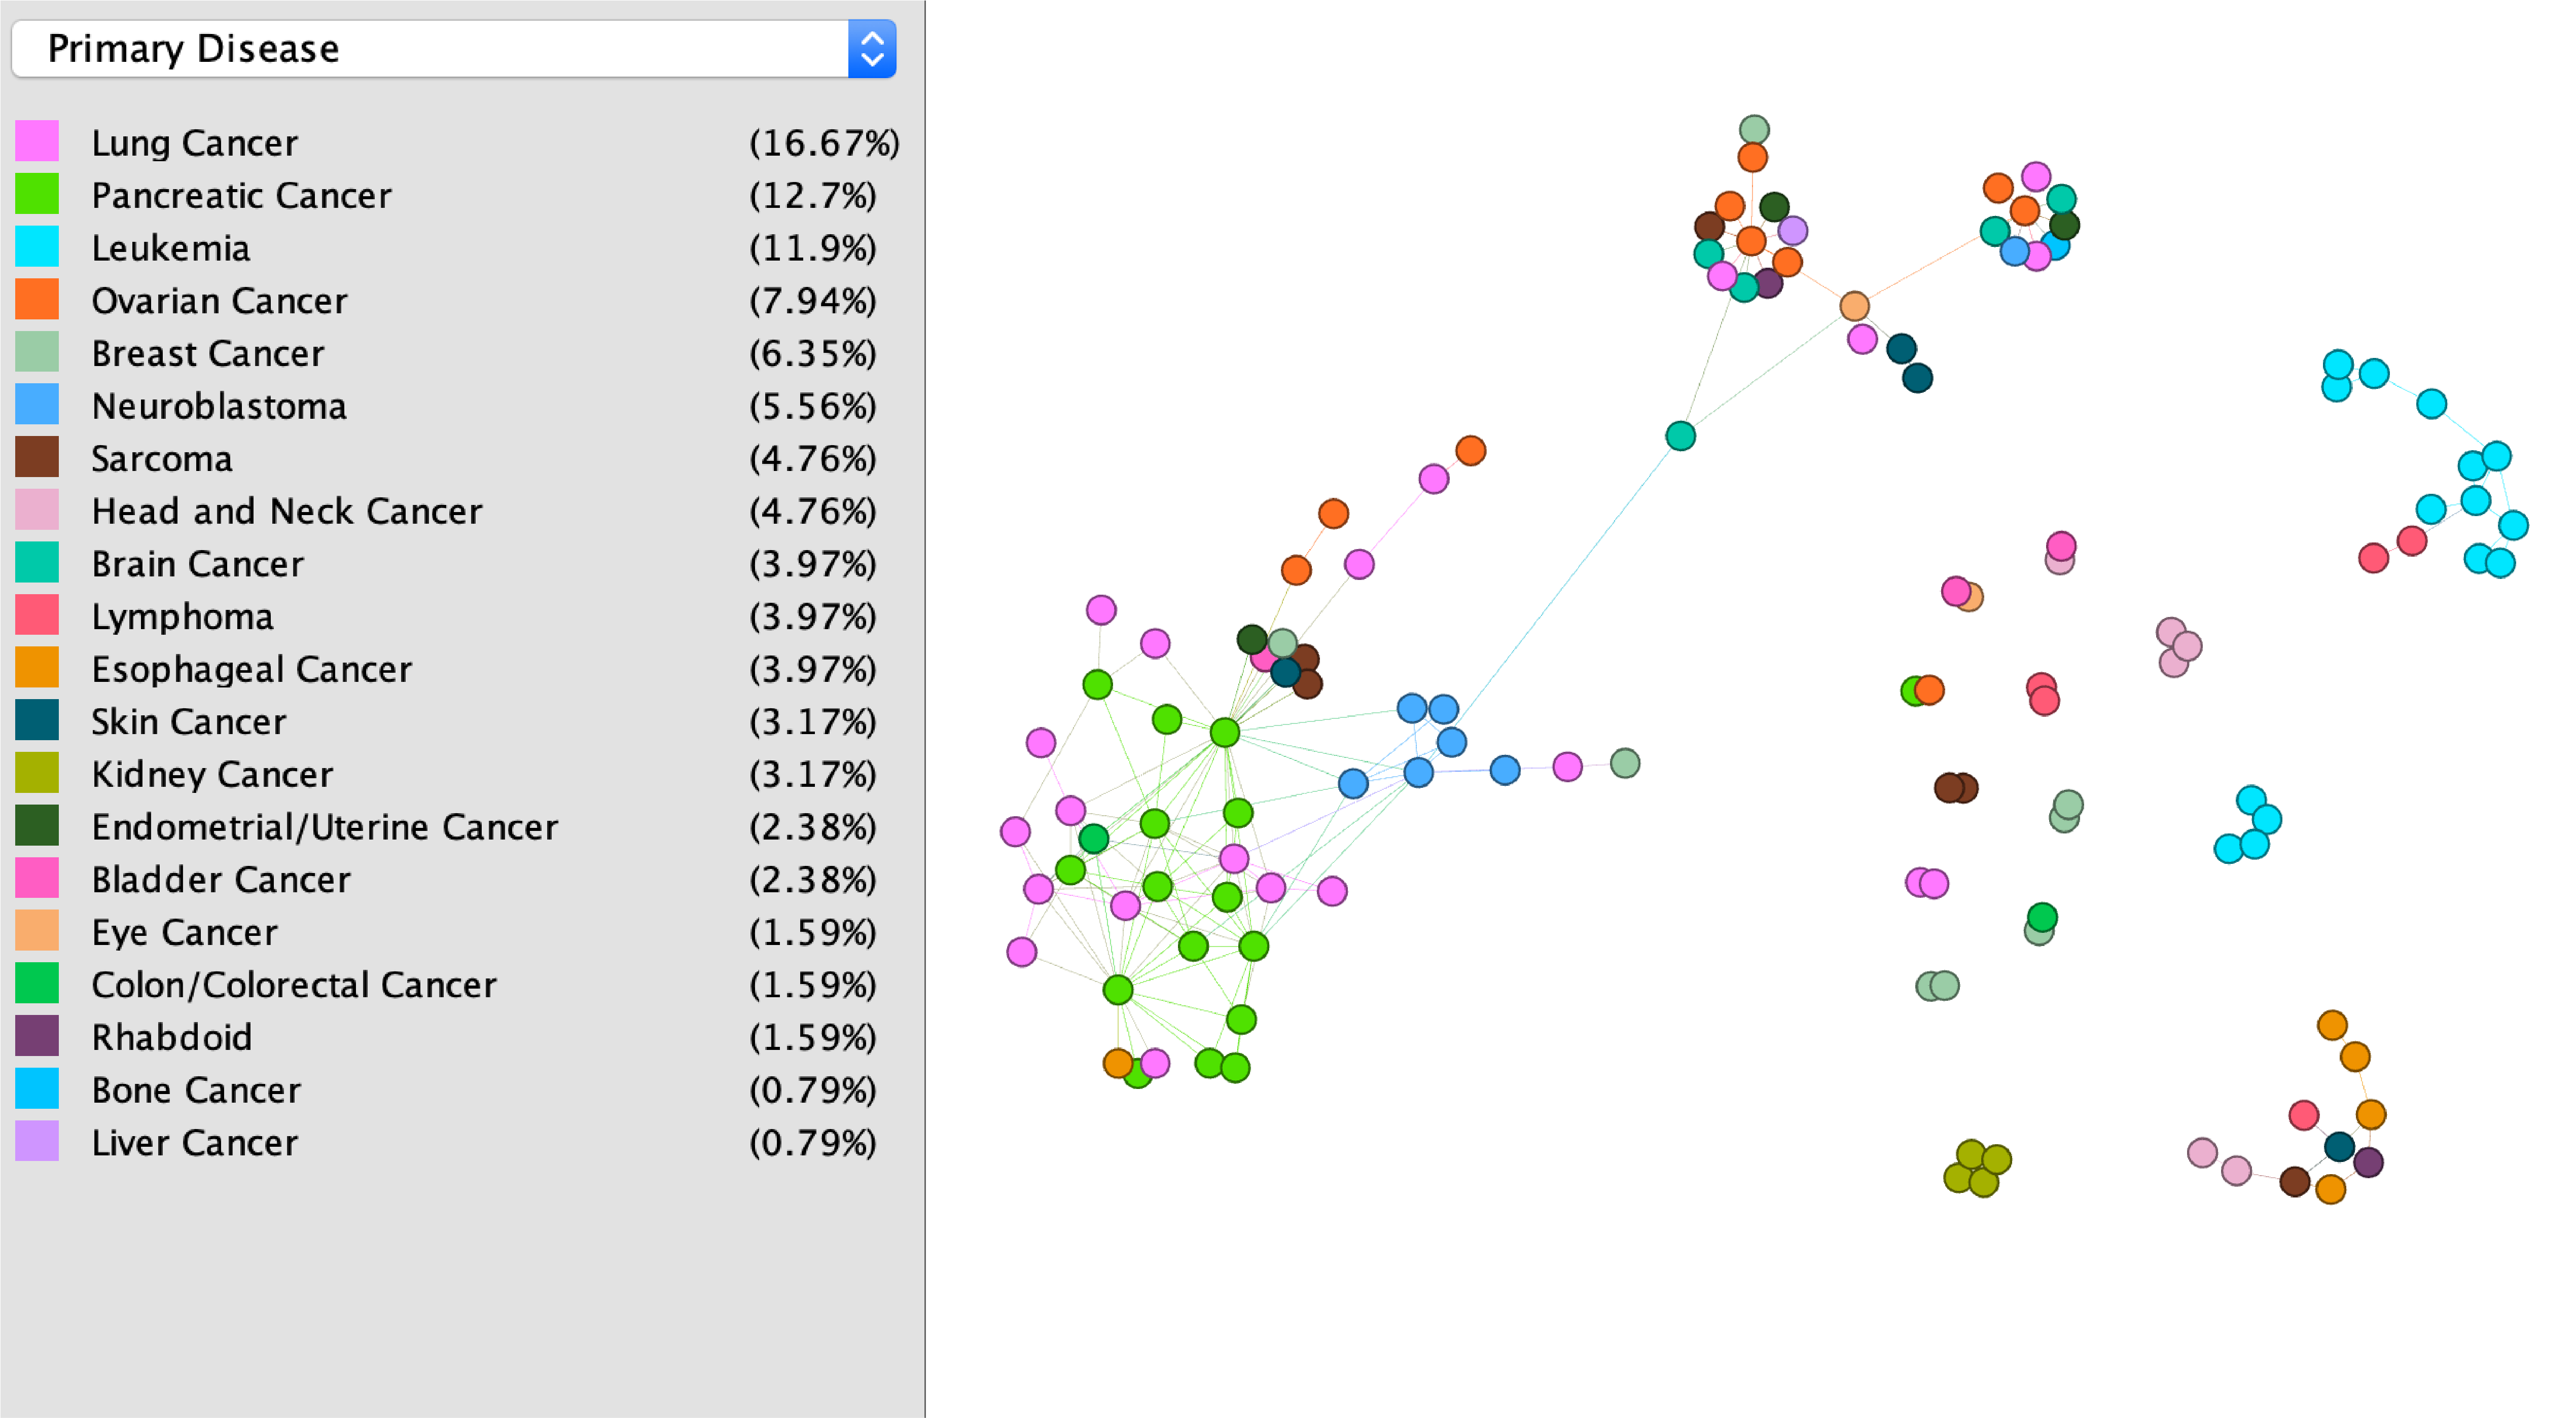 Primary Disease
Lung Cancer (16.67%)
Pancreatic Cancer (12.7%)
Leukemia (11.9%)
Ovarian Cancer (7.94%)
Breast Cancer (6.35%)
Neuroblastoma (5.56%)
Sarcoma (4.76%)
Head and Neck Cancer (4.76%)
Brain Cancer (3.97%)
Lymphoma (3.97%)
Esophageal Cancer (3.97%)
Skin Cancer (3.17%)
Kidney Cancer (3.17%)
Endometrial/Uterine Cancer (2.38%)
Bladder Cancer (2.38%)
Eye Cancer (1.59%)
Colon/Colorectal Cancer (1.59%)
Rhabdoid (1.59%)
Bone Cancer (0.79%)
Liver Cancer (0.79%)